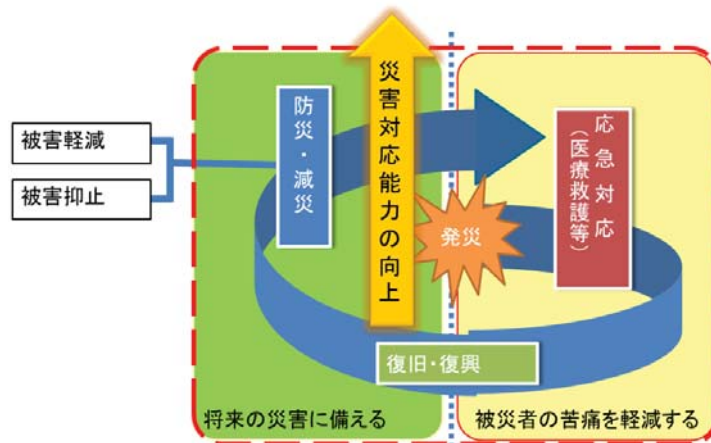 災害対応能力の向上
防災・減災
被害軽減
被害抑止
発災
応急対応
(医療救護等)
復旧・復興
将来の災害に備える
被災者の苦痛を軽減する